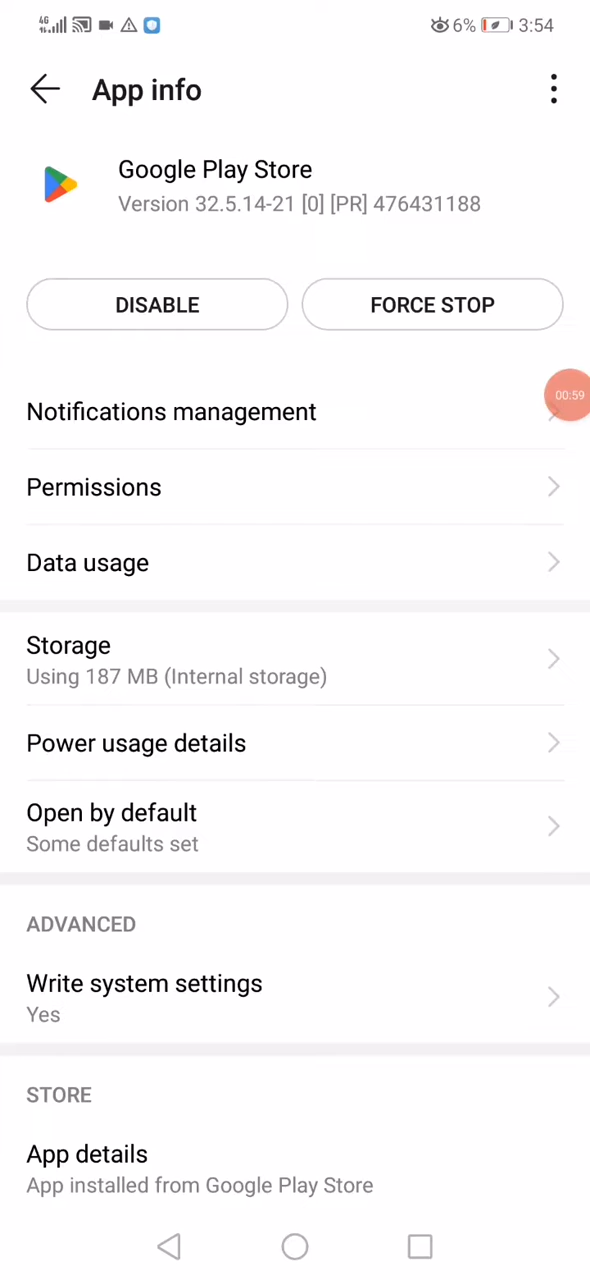 4G 6% 3:54
App info
Google Play Store
Version 32.5.14-21 [0] [PR] 476431188
DISABLE FORCE STOP
00:59
Notifications management
Permissions
Data usage
Storage
Using 187 MB (Internal storage)
Power usage details
Open by default
Some defaults set
ADVANCED
Write system settings
Yes
STORE
App details
App installed from Google Play Store